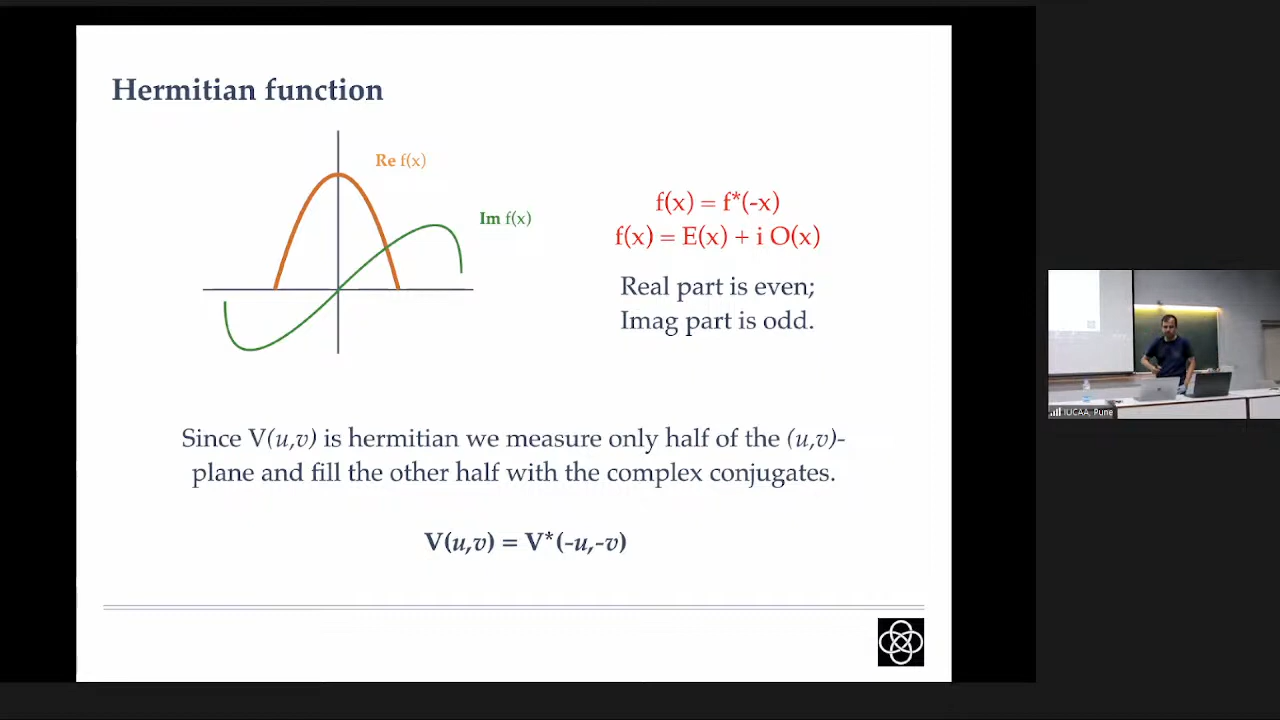 Hermitian function
Re f(x)
Im f(x)
f(x) = f*(-x)
f(x) = E(x) + i O(x)
Real part is even;
Imag part is odd.
Since V(u,v) is hermitian we measure only half of the (u,v)-
plane and fill the other half with the complex conjugates.
V(u,v) = V*(-u,-v)
IUCAA, Pune